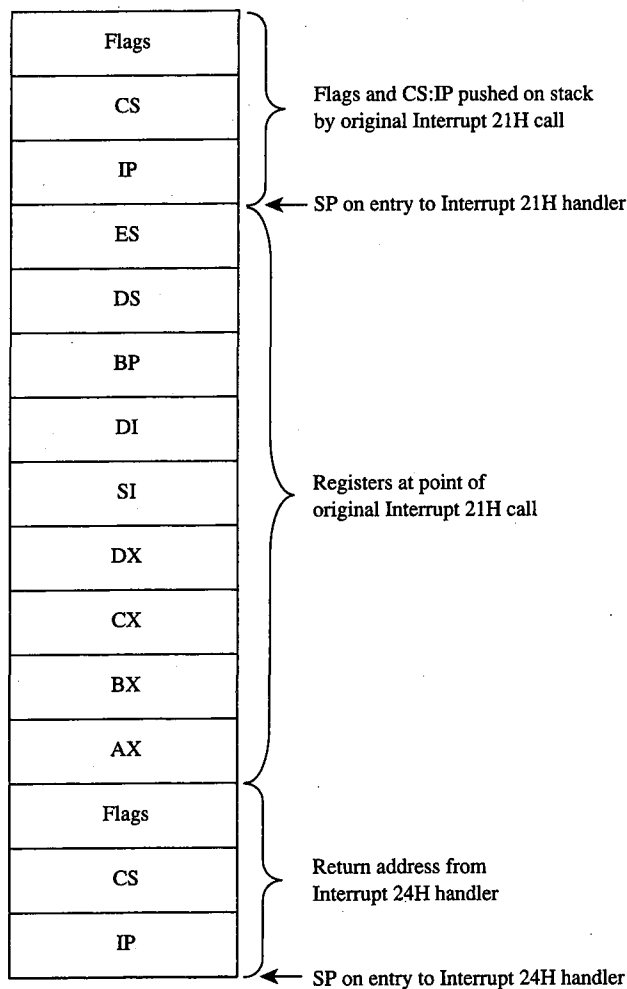 Flags
CS
IP
Flags and CS:IP pushed on stack
by original Interrupt 21H call
SP on entry to Interrupt 21H handler
ES
DS
BP
DI
SI
DX
CX
BX
AX
Registers at point of
original Interrupt 21H call
Flags
CS
IP
Return address from
Interrupt 24H handler
SP on entry to Interrupt 24H handler